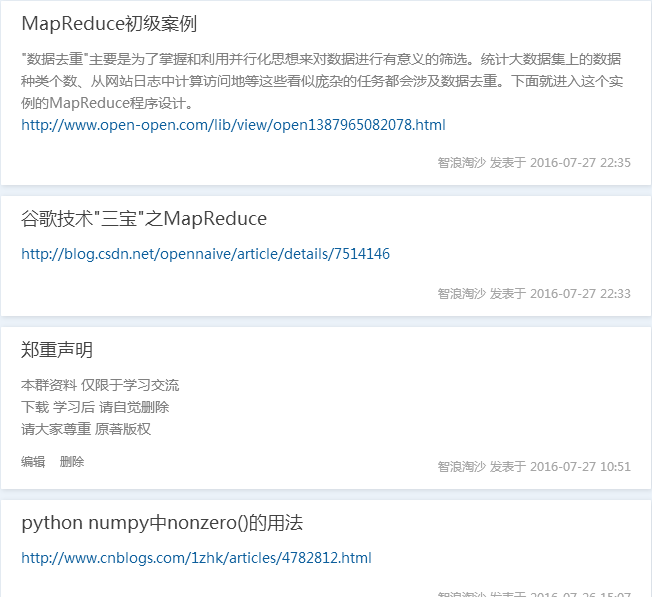 MapReduce初级案例
"数据去重"主要是为了掌握和利用并行化思想来对数据进行有意义的筛选。统计大数据集上的数据
种类个数、从网站日志中计算访问地等这些看似庞杂的任务都会涉及数据去重。下面就进入这个实
例的MapReduce程序设计。
http://www.open-open.com/lib/view/open1387965082078.html
智浪淘沙 发表于 2016-07-27 22:35
谷歌技术"三宝"之MapReduce
http://blog.csdn.net/opennaive/article/details/7514146
智浪淘沙 发表于 2016-07-27 22:33
郑重声明
本群资料 仅限于学习交流
下载 学习后 请自觉删除
请大家尊重 原著版权
编辑 删除
智浪淘沙 发表于 2016-07-27 10:51
python numpy中nonzero()的用法
http://www.cnblogs.com/1zhk/articles/4782812.html
智浪淘沙 发表于 2016-07-26 15:07